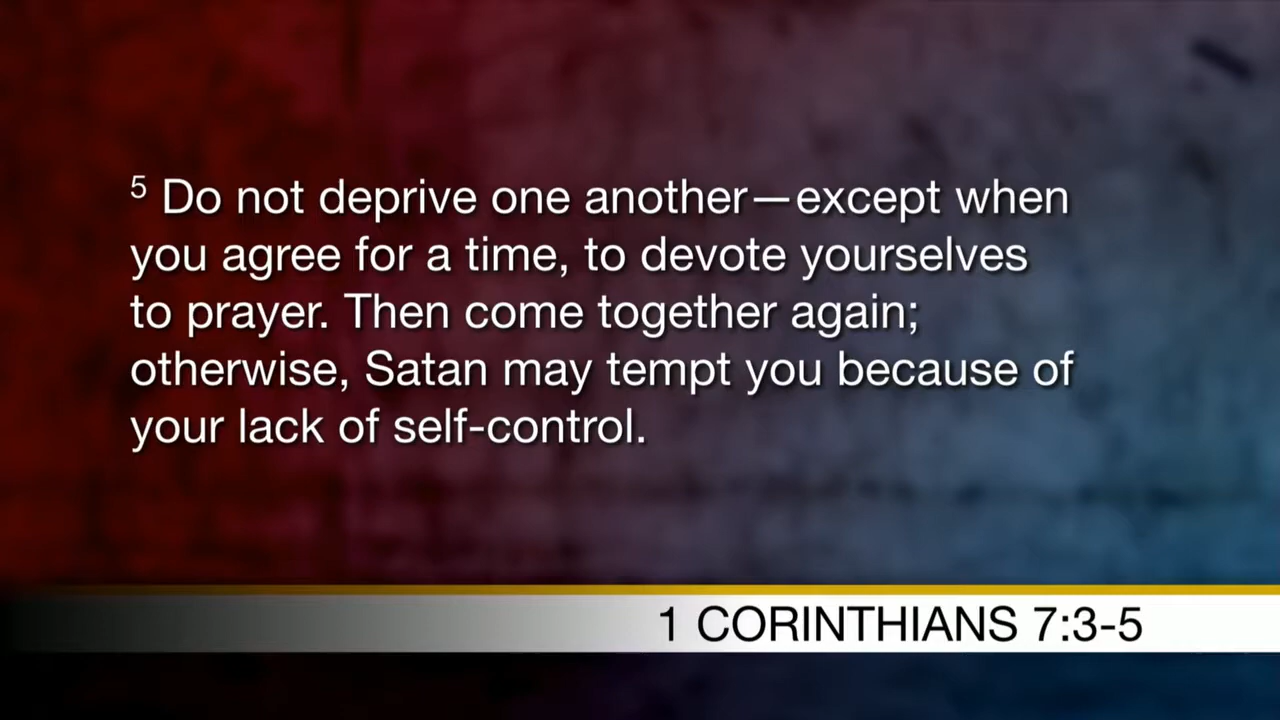 ⁵ Do not deprive one another—except when
you agree for a time, to devote yourselves
to prayer. Then come together again;
otherwise, Satan may tempt you because of
your lack of self-control.
1 CORINTHIANS 7:3-5